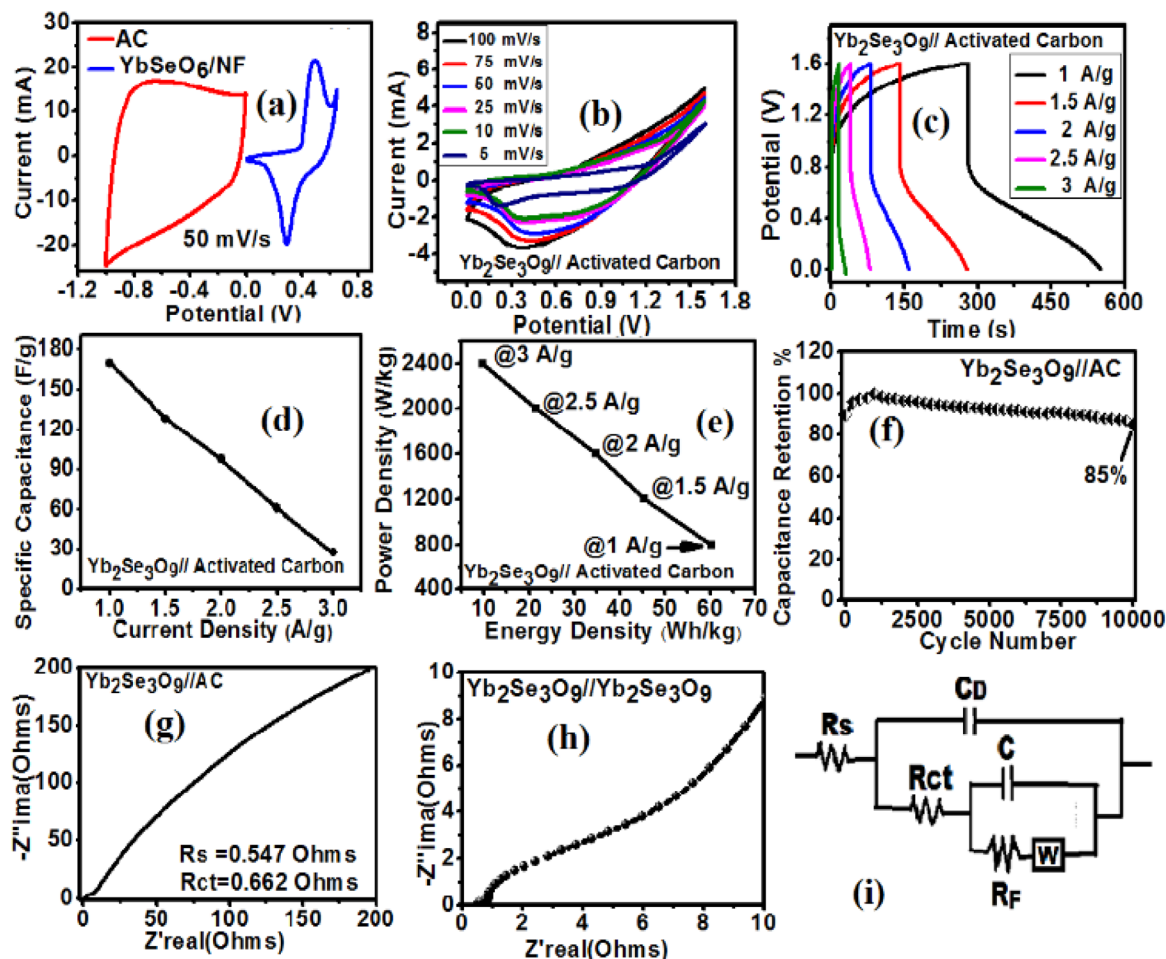 AC
YbSeO6/NF
(a)
50 mV/s
Current (mA)
30
20
10
0
-10
-20
-1.2 -0.8 -0.4 0.0 0.4 0.8
Potential (V)
100 mV/s
75 mV/s
50 mV/s
25 mV/s
10 mV/s
5 mV/s
(b)
Yb2Se3O9// Activated Carbon
Current (mA)
8
6
4
2
0
-2
-4
0.0 0.3 0.6 0.9 1.2 1.5 1.8
Potential (V)
Yb2Se3O9// Activated Carbon
1 A/g
1.5 A/g
2 A/g
2.5 A/g
3 A/g
(c)
Potential (V)
1.6
1.2
0.8
0.4
0.0
0 150 300 450 600
Time (s)
(d)
Yb2Se3O9// Activated Carbon
Specific Capacitance (F/g)
180
150
120
90
60
30
0
1.0 1.5 2.0 2.5 3.0
Current Density (A/g)
@3 A/g
@2.5 A/g
(e)
@2 A/g
@1.5 A/g
@1 A/g
Yb2Se3O9// Activated Carbon
Power Density (W/kg)
2400
2000
1600
1200
800
400
10 20 30 40 50 60 70
Energy Density (Wh/kg)
Yb2Se3O9//AC
(f)
85%
Capacitance Retention %
120
100
80
60
40
20
0
0 2500 5000 7500 10000
Cycle Number
Yb2Se3O9//AC
(g)
Rs =0.547 Ohms
Rct=0.662 Ohms
-Z"ima(Ohms)
200
150
100
50
0
0 50 100 150 200
Z'real(Ohms)
Yb2Se3O9//Yb2Se3O9
(h)
-Z"ima(Ohms)
10
8
6
4
2
0
0 2 4 6 8 10
Z'real(Ohms)
CD
Rs
C
Rct
W
RF
(i)